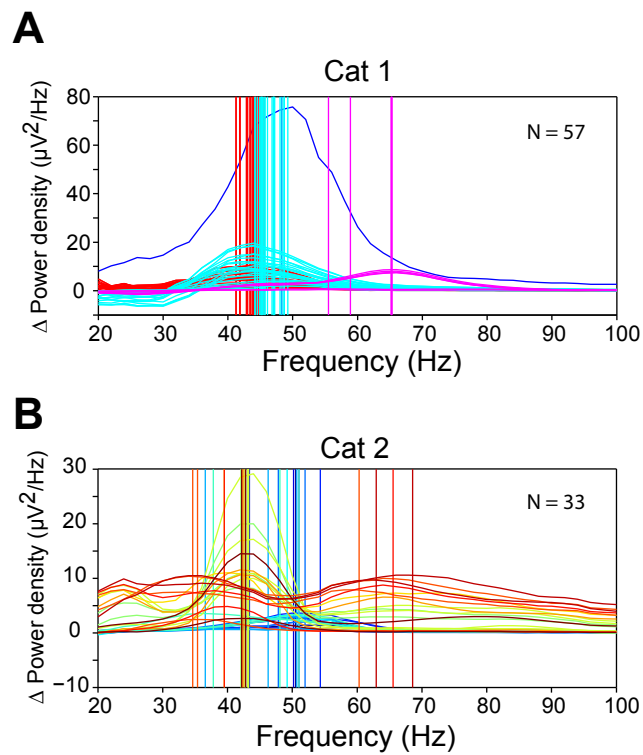 A
Cat 1
Δ Power density (µV²/Hz)
80
60
40
20
0
N = 57
20 30 40 50 60 70 80 90 100
Frequency (Hz)
B
Cat 2
Δ Power density (µV²/Hz)
30
20
10
0
−10
N = 33
20 30 40 50 60 70 80 90 100
Frequency (Hz)